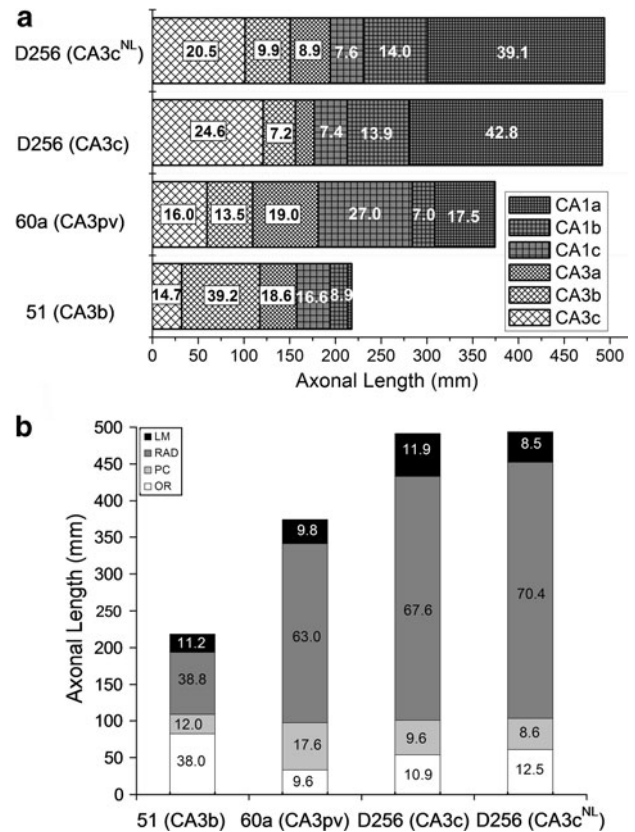 a
D256 (CA3cNL)
20.5 9.9 8.9 7.6 14.0 39.1
D256 (CA3c)
24.6 7.2 7.4 13.9 42.8
60a (CA3pv)
16.0 13.5 19.0 27.0 7.0 17.5
51 (CA3b)
14.7 39.2 18.6 16.6 8.9
CA1a
CA1b
CA1c
CA3a
CA3b
CA3c
0 50 100 150 200 250 300 350 400 450 500
Axonal Length (mm)
b
LM
RAD
PC
OR
Axonal Length (mm)
500
450
400
350
300
250
200
150
100
50
0
11.2
38.8
12.0
38.0
9.8
63.0
17.6
9.6
11.9
67.6
9.6
10.9
8.5
70.4
8.6
12.5
51 (CA3b) 60a (CA3pv) D256 (CA3c) D256 (CA3cNL)